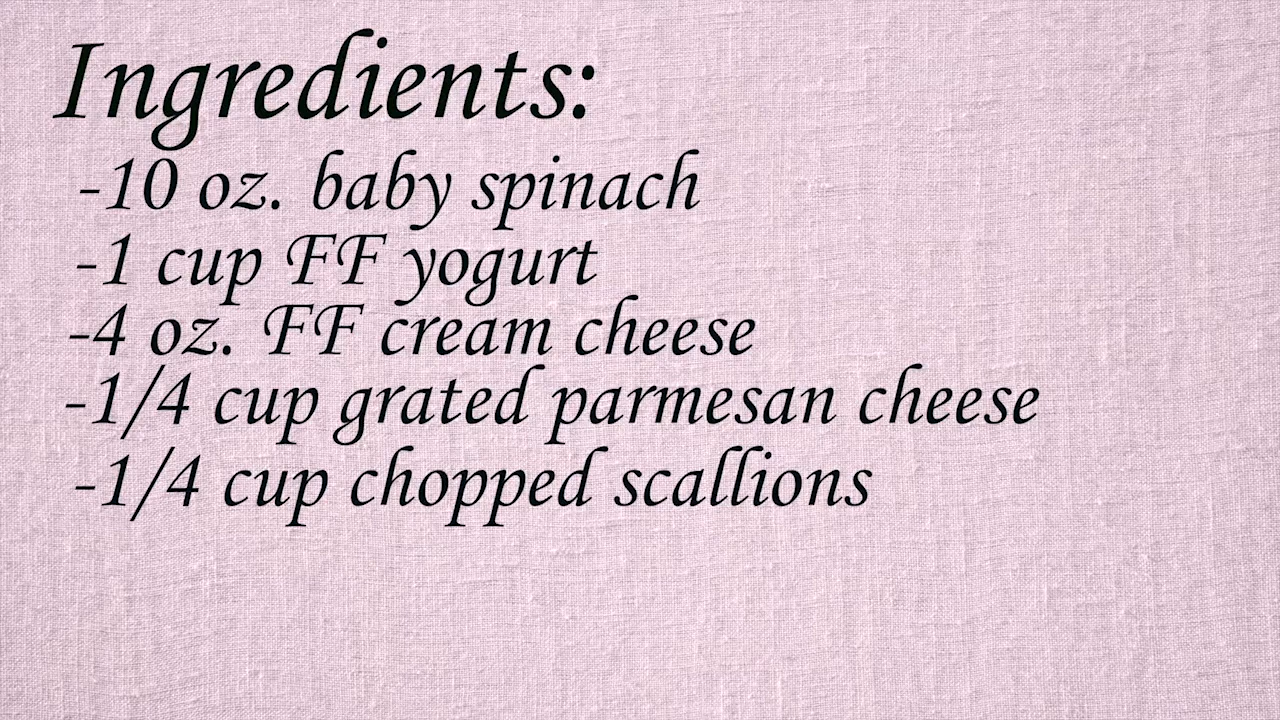 Ingredients:
-10 oz. baby spinach
-1 cup FF yogurt
-4 oz. FF cream cheese
-1/4 cup grated parmesan cheese
-1/4 cup chopped scallions